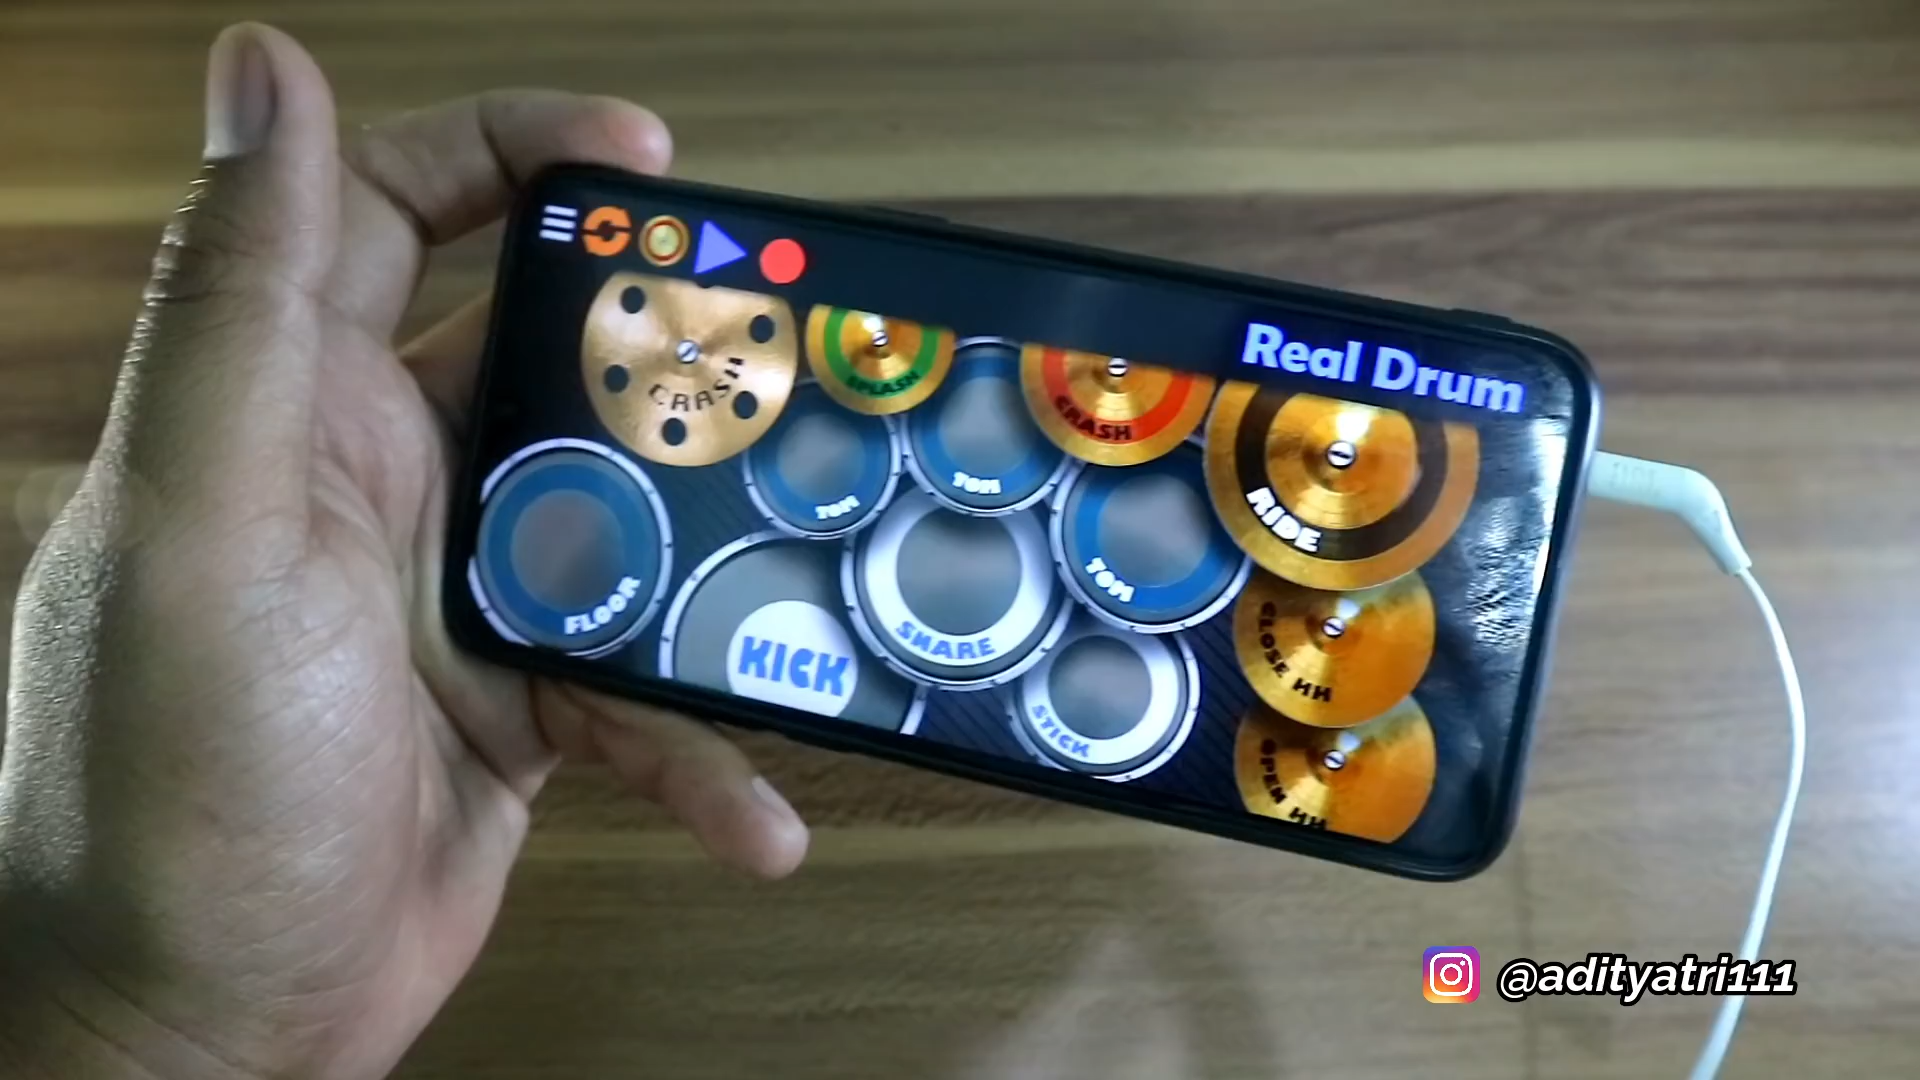 Real Drum
CRASH
SPLASH
CRASH
RIDE
TOM
TOM
TOM
FLOOR
KICK
SNARE
STICK
CLOSE HH
OPEN HH
@adityatri111